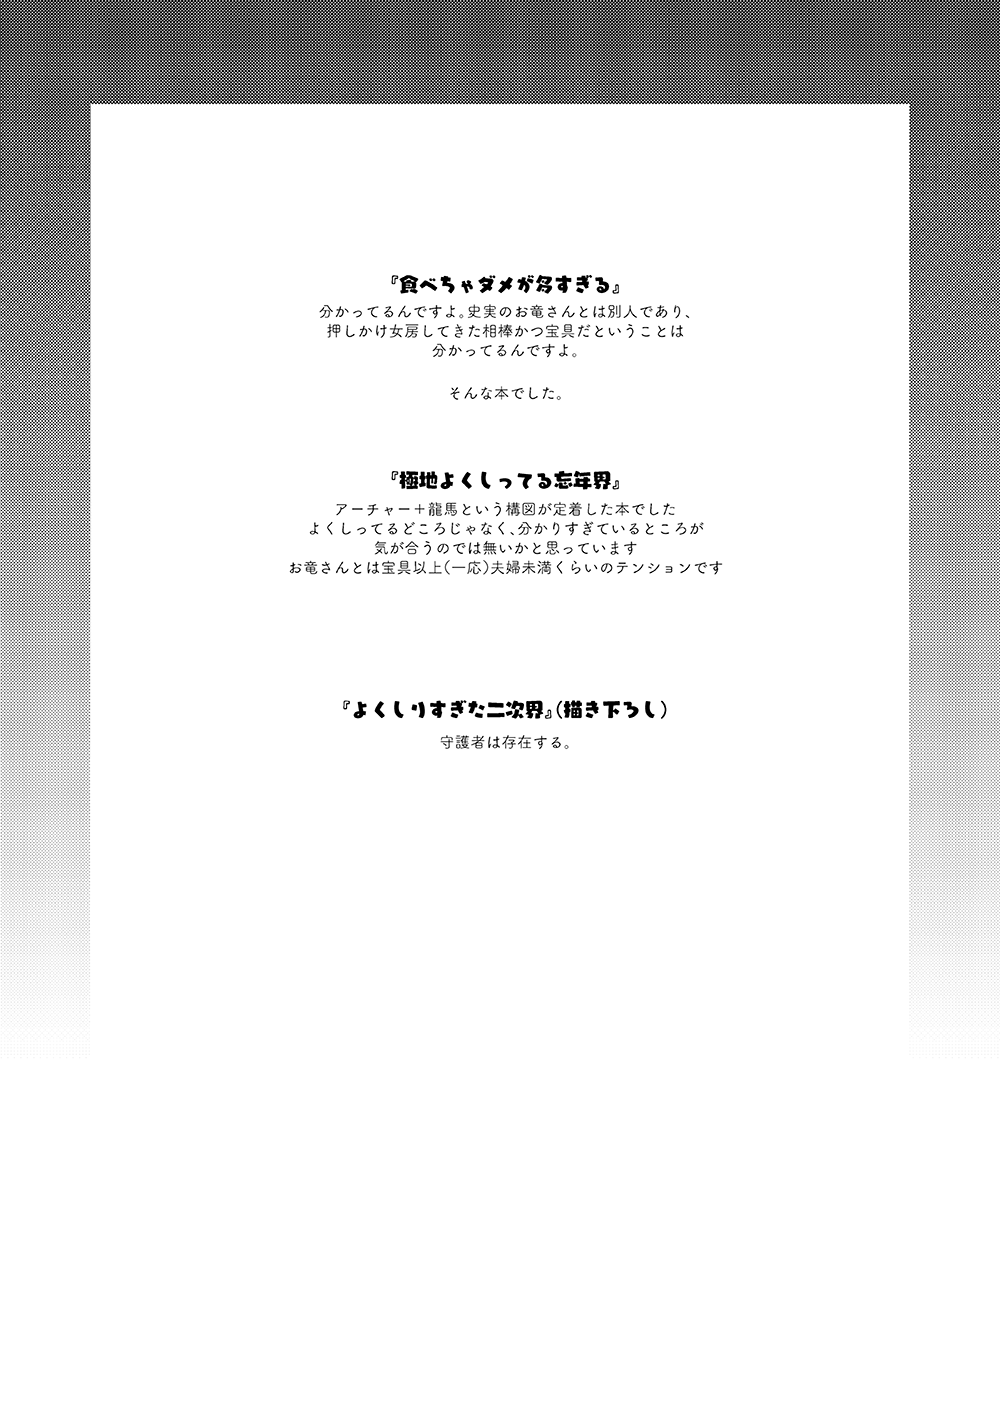 『食べちゃダメが多すぎる』
分かってるんですよ。史実のお竜さんとは別人であり、
押しかけ女房してきた相棒かつ宝具だということは
分かってるんですよ。
そんな本でした。
『極地よくしってる忘年界』
アーチャー＋龍馬という構図が定着した本でした
よくしってるどころじゃなく、分かりすぎているところが
気が合うのでは無いかと思っています
お竜さんとは宝具以上（一応）夫婦未満くらいのテンションです
『よくしりすぎた二次界』（描き下ろし）
守護者は存在する。